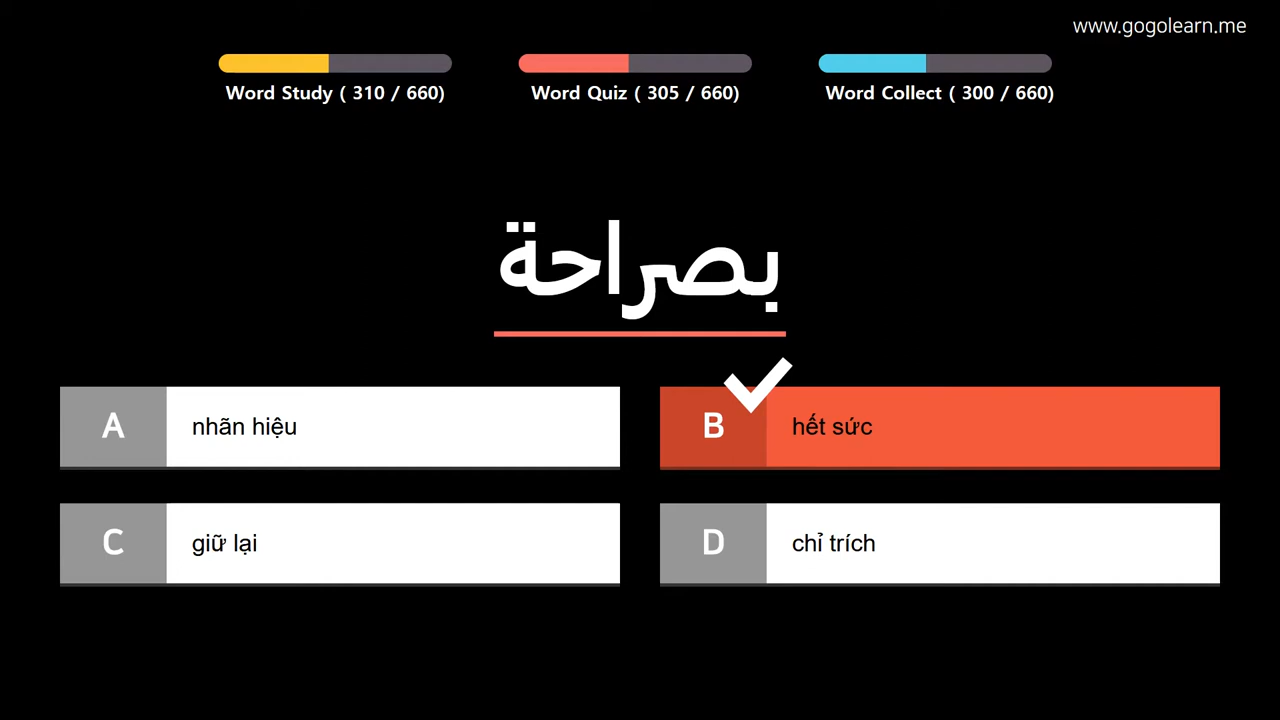 www.gogolearn.me
Word Study ( 310 / 660)
Word Quiz ( 305 / 660)
Word Collect ( 300 / 660)
بصراحة
A nhãn hiệu
B hết sức
C giữ lại
D chỉ trích